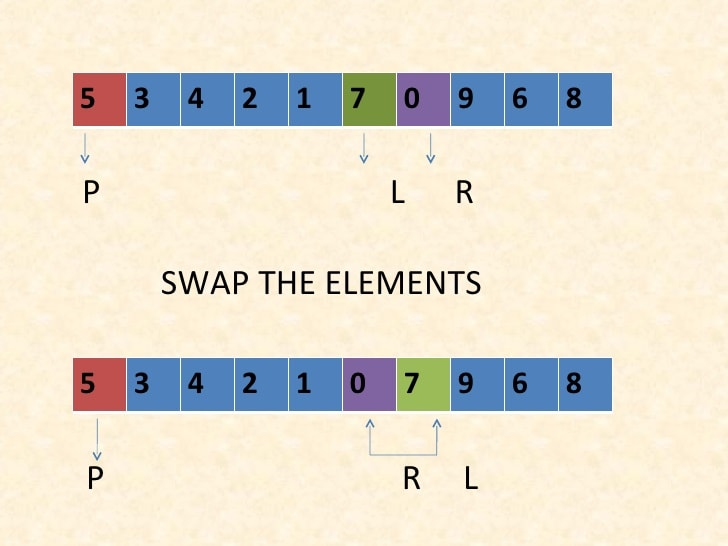 5 3 4 2 1 7 0 9 6 8
P L R
SWAP THE ELEMENTS
5 3 4 2 1 0 7 9 6 8
P R L